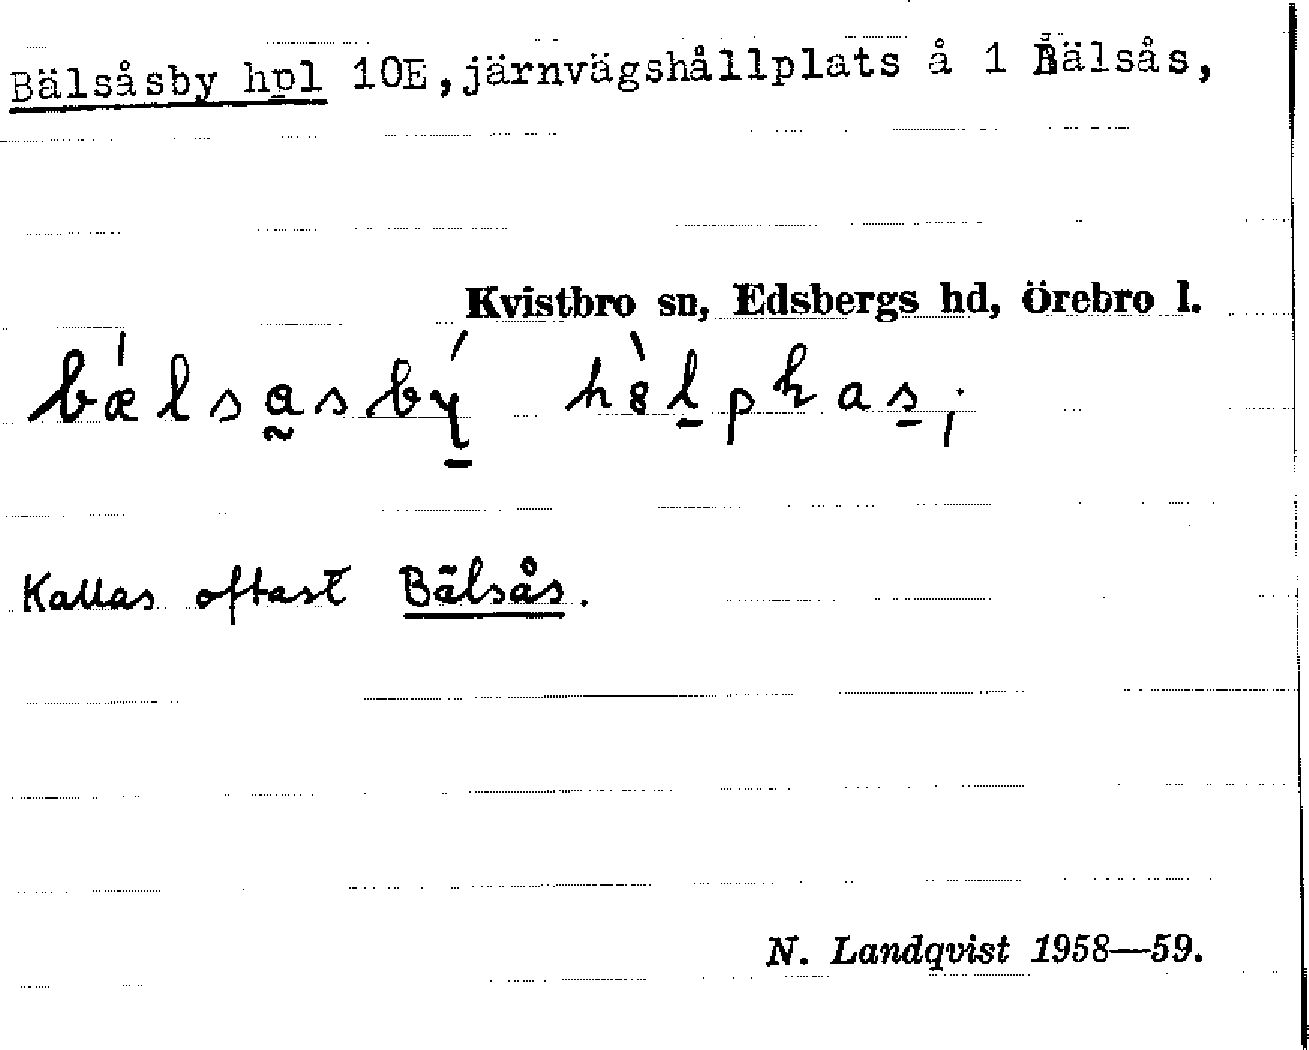 Bälsåsby hpl 10E, järnvägshållplats å 1 Bälsås,
Kvistbro sn, Edsbergs hd, Örebro l.
Kallas oftast Bälsås.
N. Landqvist 1958—59.